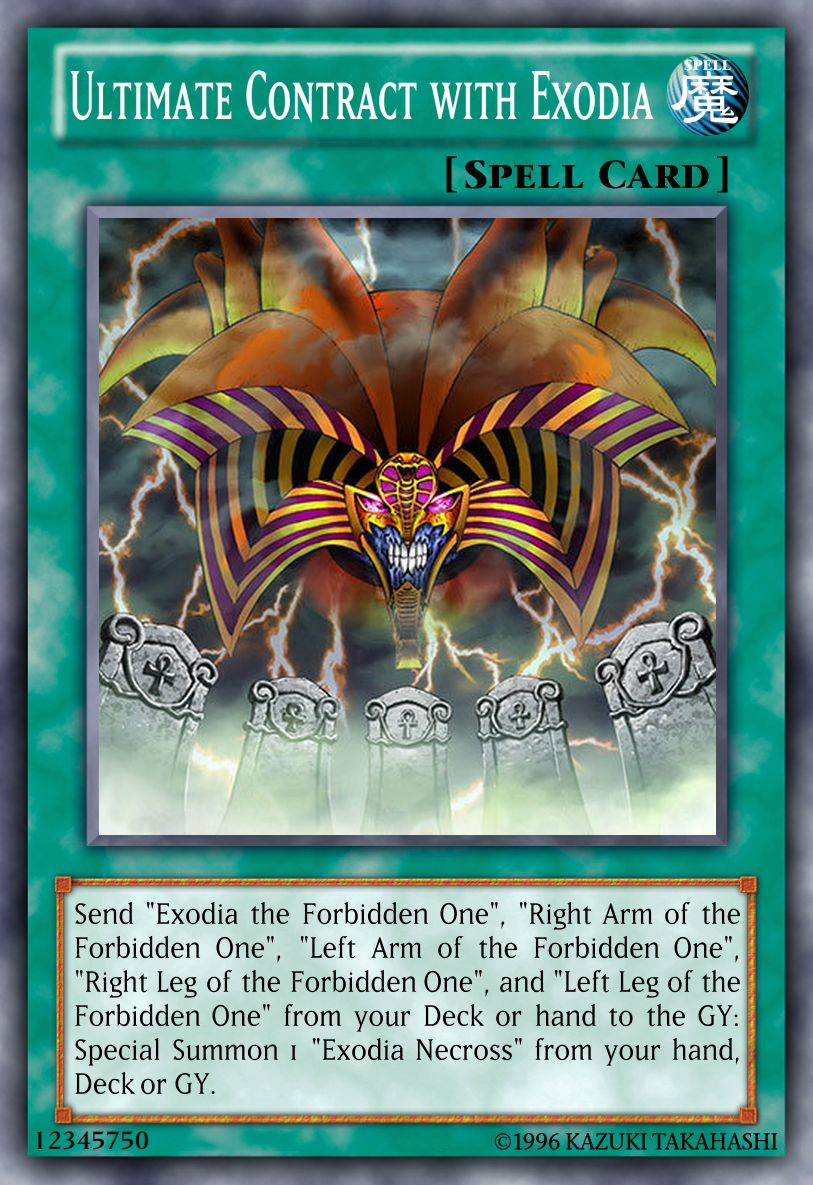 Ultimate Contract with Exodia
SPELL
魔
[Spell Card]
Send "Exodia the Forbidden One", "Right Arm of the
Forbidden One", "Left Arm of the Forbidden One",
"Right Leg of the Forbidden One", and "Left Leg of the
Forbidden One" from your Deck or hand to the GY:
Special Summon 1 "Exodia Necross" from your hand,
Deck or GY.
12345750
©1996 KAZUKI TAKAHASHI